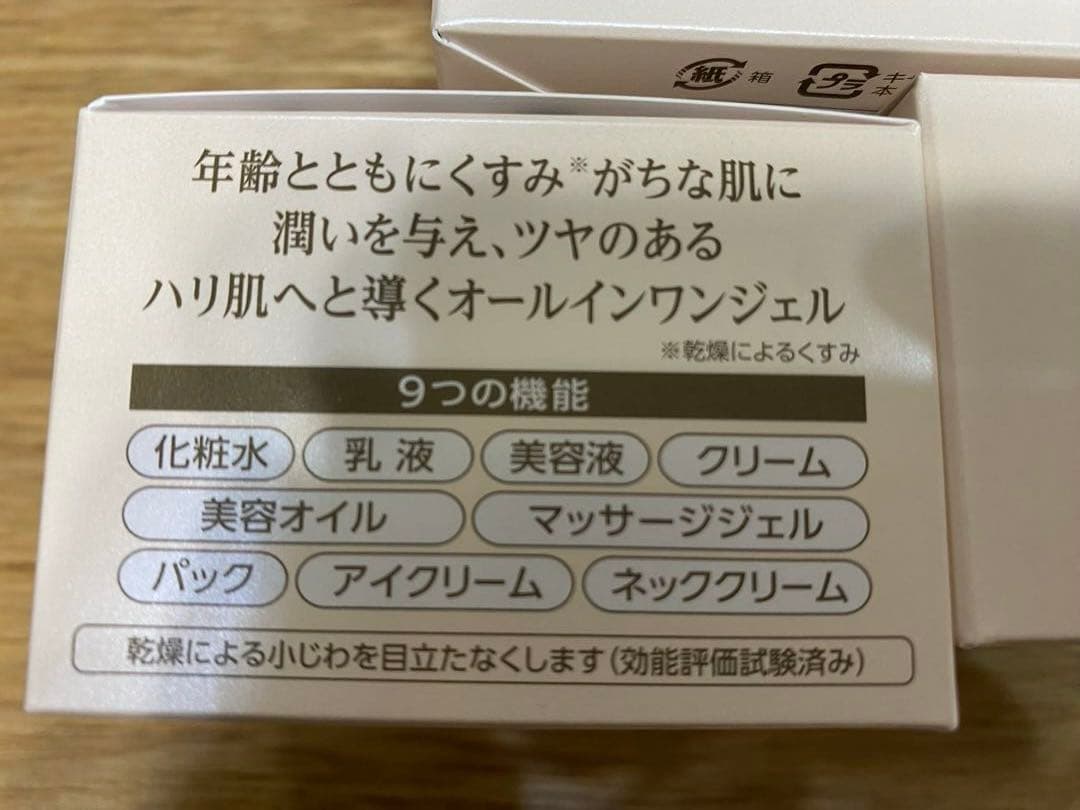 紙 箱 プラ キ
本
年齢とともにくすみ※がちな肌に
潤いを与え、ツヤのある
ハリ肌へと導くオールインワンジェル
※乾燥によるくすみ
9つの機能
化粧水 乳液 美容液 クリーム
美容オイル マッサージジェル
パック アイクリーム ネッククリーム
乾燥による小じわを目立たなくします(効能評価試験済み)